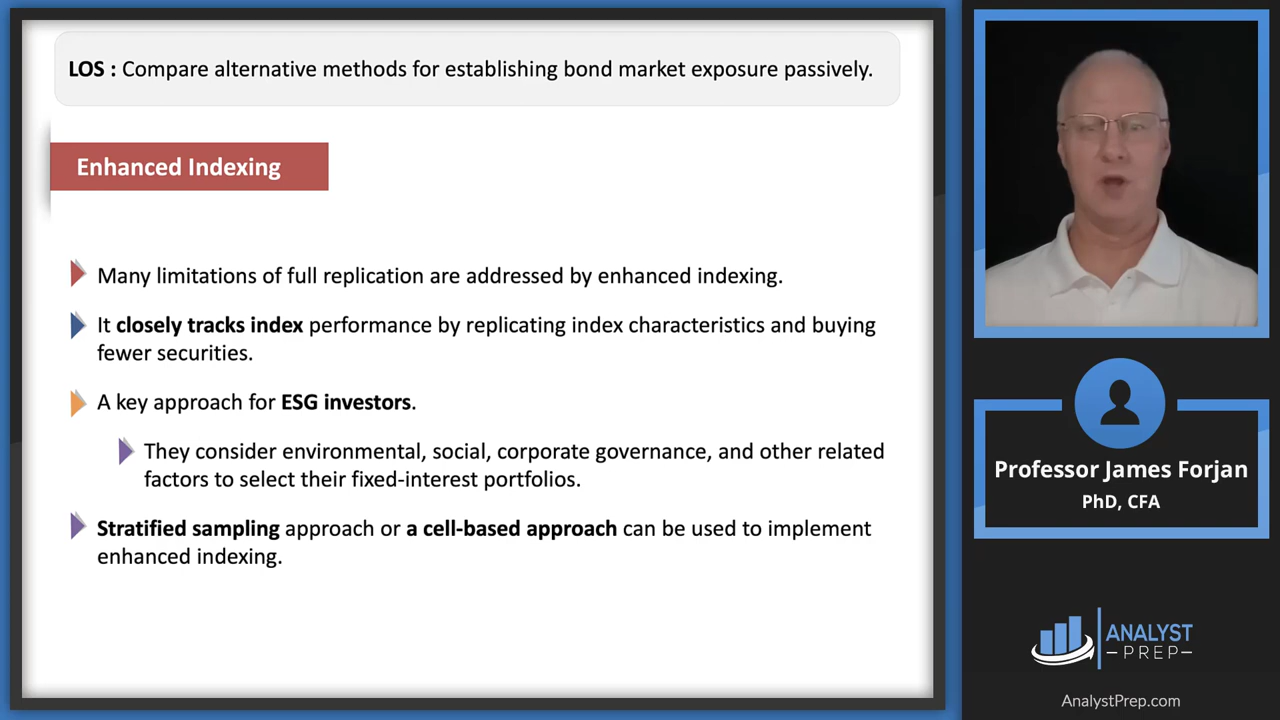 LOS : Compare alternative methods for establishing bond market exposure passively.
Enhanced Indexing
Many limitations of full replication are addressed by enhanced indexing.
It closely tracks index performance by replicating index characteristics and buying
fewer securities.
A key approach for ESG investors.
They consider environmental, social, corporate governance, and other related
factors to select their fixed-interest portfolios.
Stratified sampling approach or a cell-based approach can be used to implement
enhanced indexing.
Professor James Forjan
PhD, CFA
ANALYST
PREP
AnalystPrep.com